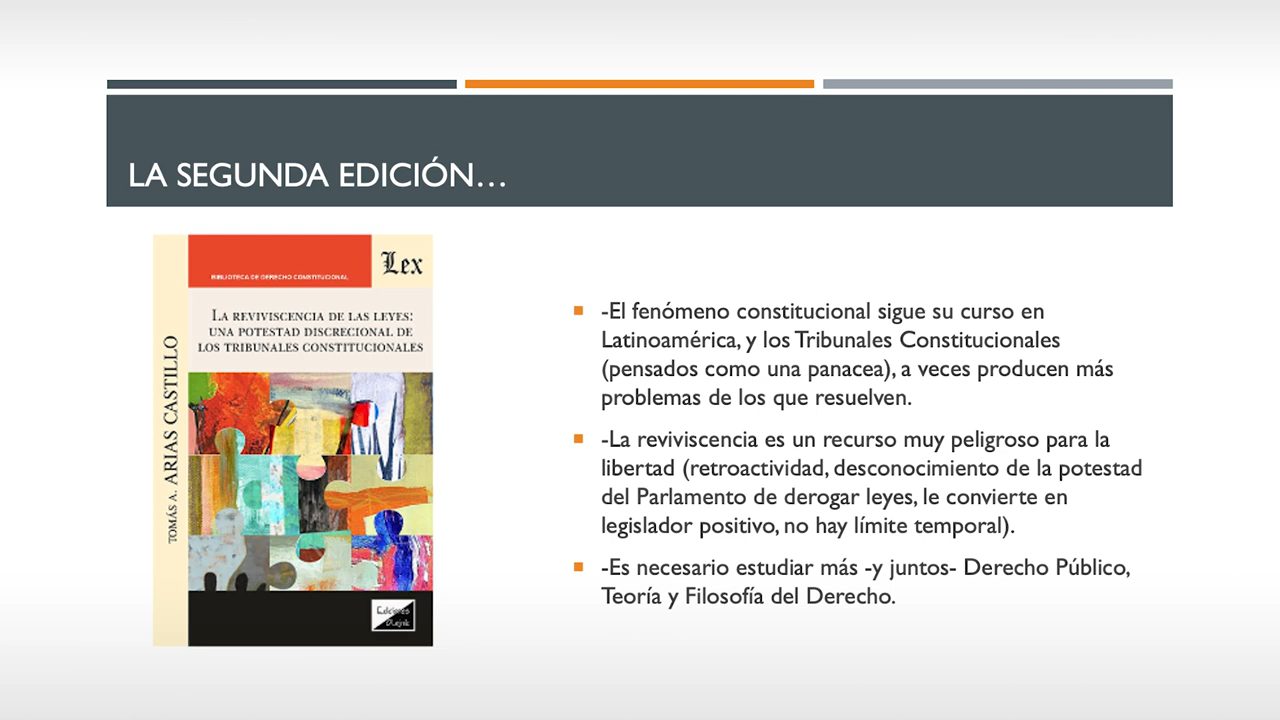 LA SEGUNDA EDICIÓN...
BIBLIOTECA DE DERECHO CONSTITUCIONAL
Lex
LA REVIVISCENCIA DE LAS LEYES:
UNA POTESTAD DISCRECIONAL DE
LOS TRIBUNALES CONSTITUCIONALES
TOMÁS A. ARIAS CASTILLO
Ediciones
Olejnik
-El fenómeno constitucional sigue su curso en
Latinoamérica, y los Tribunales Constitucionales
(pensados como una panacea), a veces producen más
problemas de los que resuelven.
-La reviviscencia es un recurso muy peligroso para la
libertad (retroactividad, desconocimiento de la potestad
del Parlamento de derogar leyes, le convierte en
legislador positivo, no hay límite temporal).
-Es necesario estudiar más -y juntos- Derecho Público,
Teoría y Filosofía del Derecho.